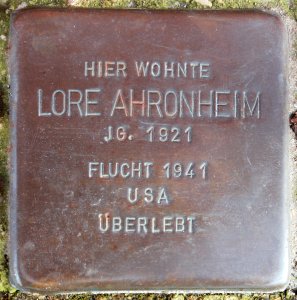 HIER WOHNTE
LORE AHRONHEIM
JG. 1921
FLUCHT 1941
USA
ÜBERLEBT